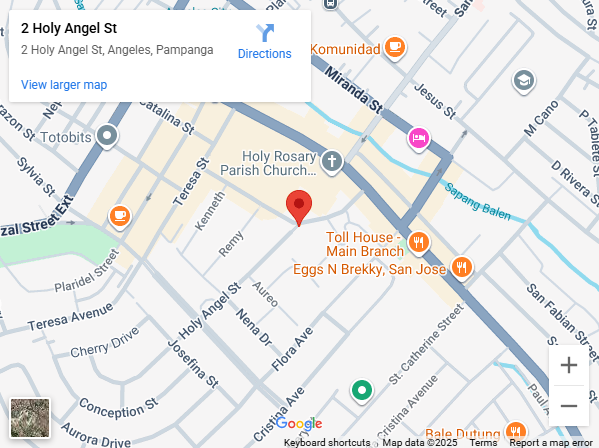 2 Holy Angel St
2 Holy Angel St, Angeles, Pampanga
Directions
View larger map
Komunidad
Miranda St
Jesus St
M Cano
P Tabiete St
D Rivera St
Sapang Balen
Catalina St
Totobits
Sylvia St
Teresa St
Holy Rosary
Parish Church...
Kenneth
Remy
zal Street Ext
Plaridel Street
Toll House -
Main Branch
Eggs N Brekky, San Jose
San Fabian Street
Aureo
Holy Angel St
Nena Dr
Flora Ave
Teresa Avenue
Cherry Drive
Josefina St
St. Catherine Street
Cristina Avenue
Cristina Ave
Conception St
Aurora Drive
Paul A
Bale Dutung
Google
Keyboard shortcuts
Map data ©2025
Terms
Report a map error